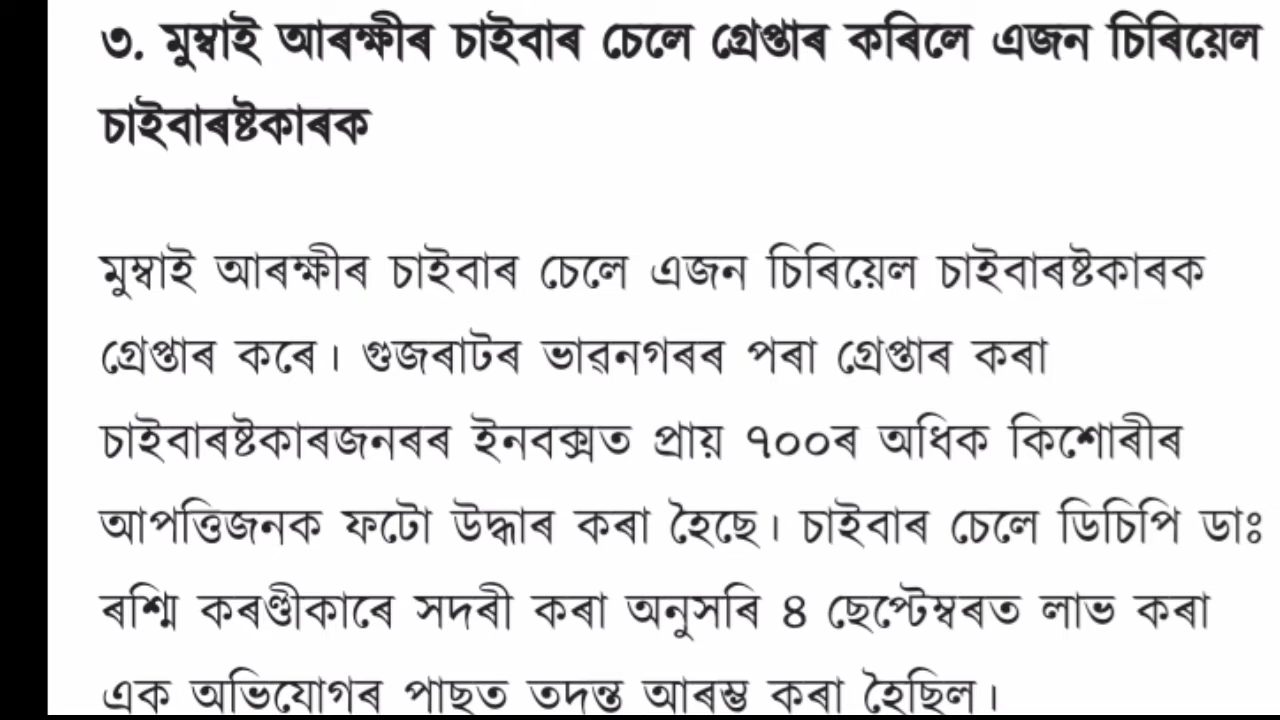 ৩. মুম্বাই আৰক্ষীৰ চাইবাৰ চেলে গ্ৰেপ্তাৰ কৰিলে এজন চিৰিয়েল
চাইবাৰষ্টকাৰক
মুম্বাই আৰক্ষীৰ চাইবাৰ চেলে এজন চিৰিয়েল চাইবাৰষ্টকাৰক
গ্ৰেপ্তাৰ কৰে। গুজৰাটৰ ভাৱনগৰৰ পৰা গ্ৰেপ্তাৰ কৰা
চাইবাৰষ্টকাৰজনৰৰ ইনবক্সত প্ৰায় ৭০০ৰ অধিক কিশোৰীৰ
আপত্তিজনক ফটো উদ্ধাৰ কৰা হৈছে। চাইবাৰ চেলে ডিচিপি ডাঃ
ৰশ্মি কৰণ্ডীকাৰে সদৰী কৰা অনুসৰি ৪ ছেপ্টেম্বৰত লাভ কৰা
এক অভিযোগৰ পাছত তদন্ত আৰম্ভ কৰা হৈছিল।